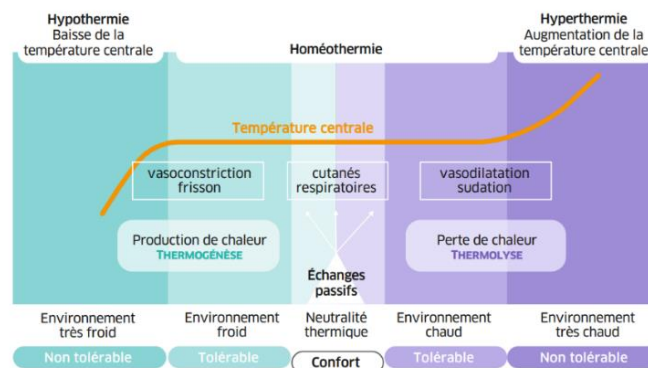 Hypothermie
Baisse de la
température centrale
Homéothermie
Hyperthermie
Augmentation de la
température centrale
Température centrale
vasoconstriction
frisson
cutanés
respiratoires
vasodilatation
sudation
Production de chaleur
THERMOGÉNÈSE
Perte de chaleur
THERMOLYSE
Échanges
passifs
Environnement
très froid
Environnement
froid
Neutralité
thermique
Environnement
chaud
Environnement
très chaud
Non tolérable
Tolérable
Confort
Tolérable
Non tolérable